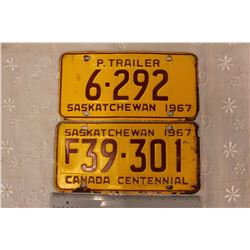 P. TRAILER
6-292
SASKATCHEWAN 1967
SASKATCHEWAN 1967
F39-301
CANADA CENTENNIAL